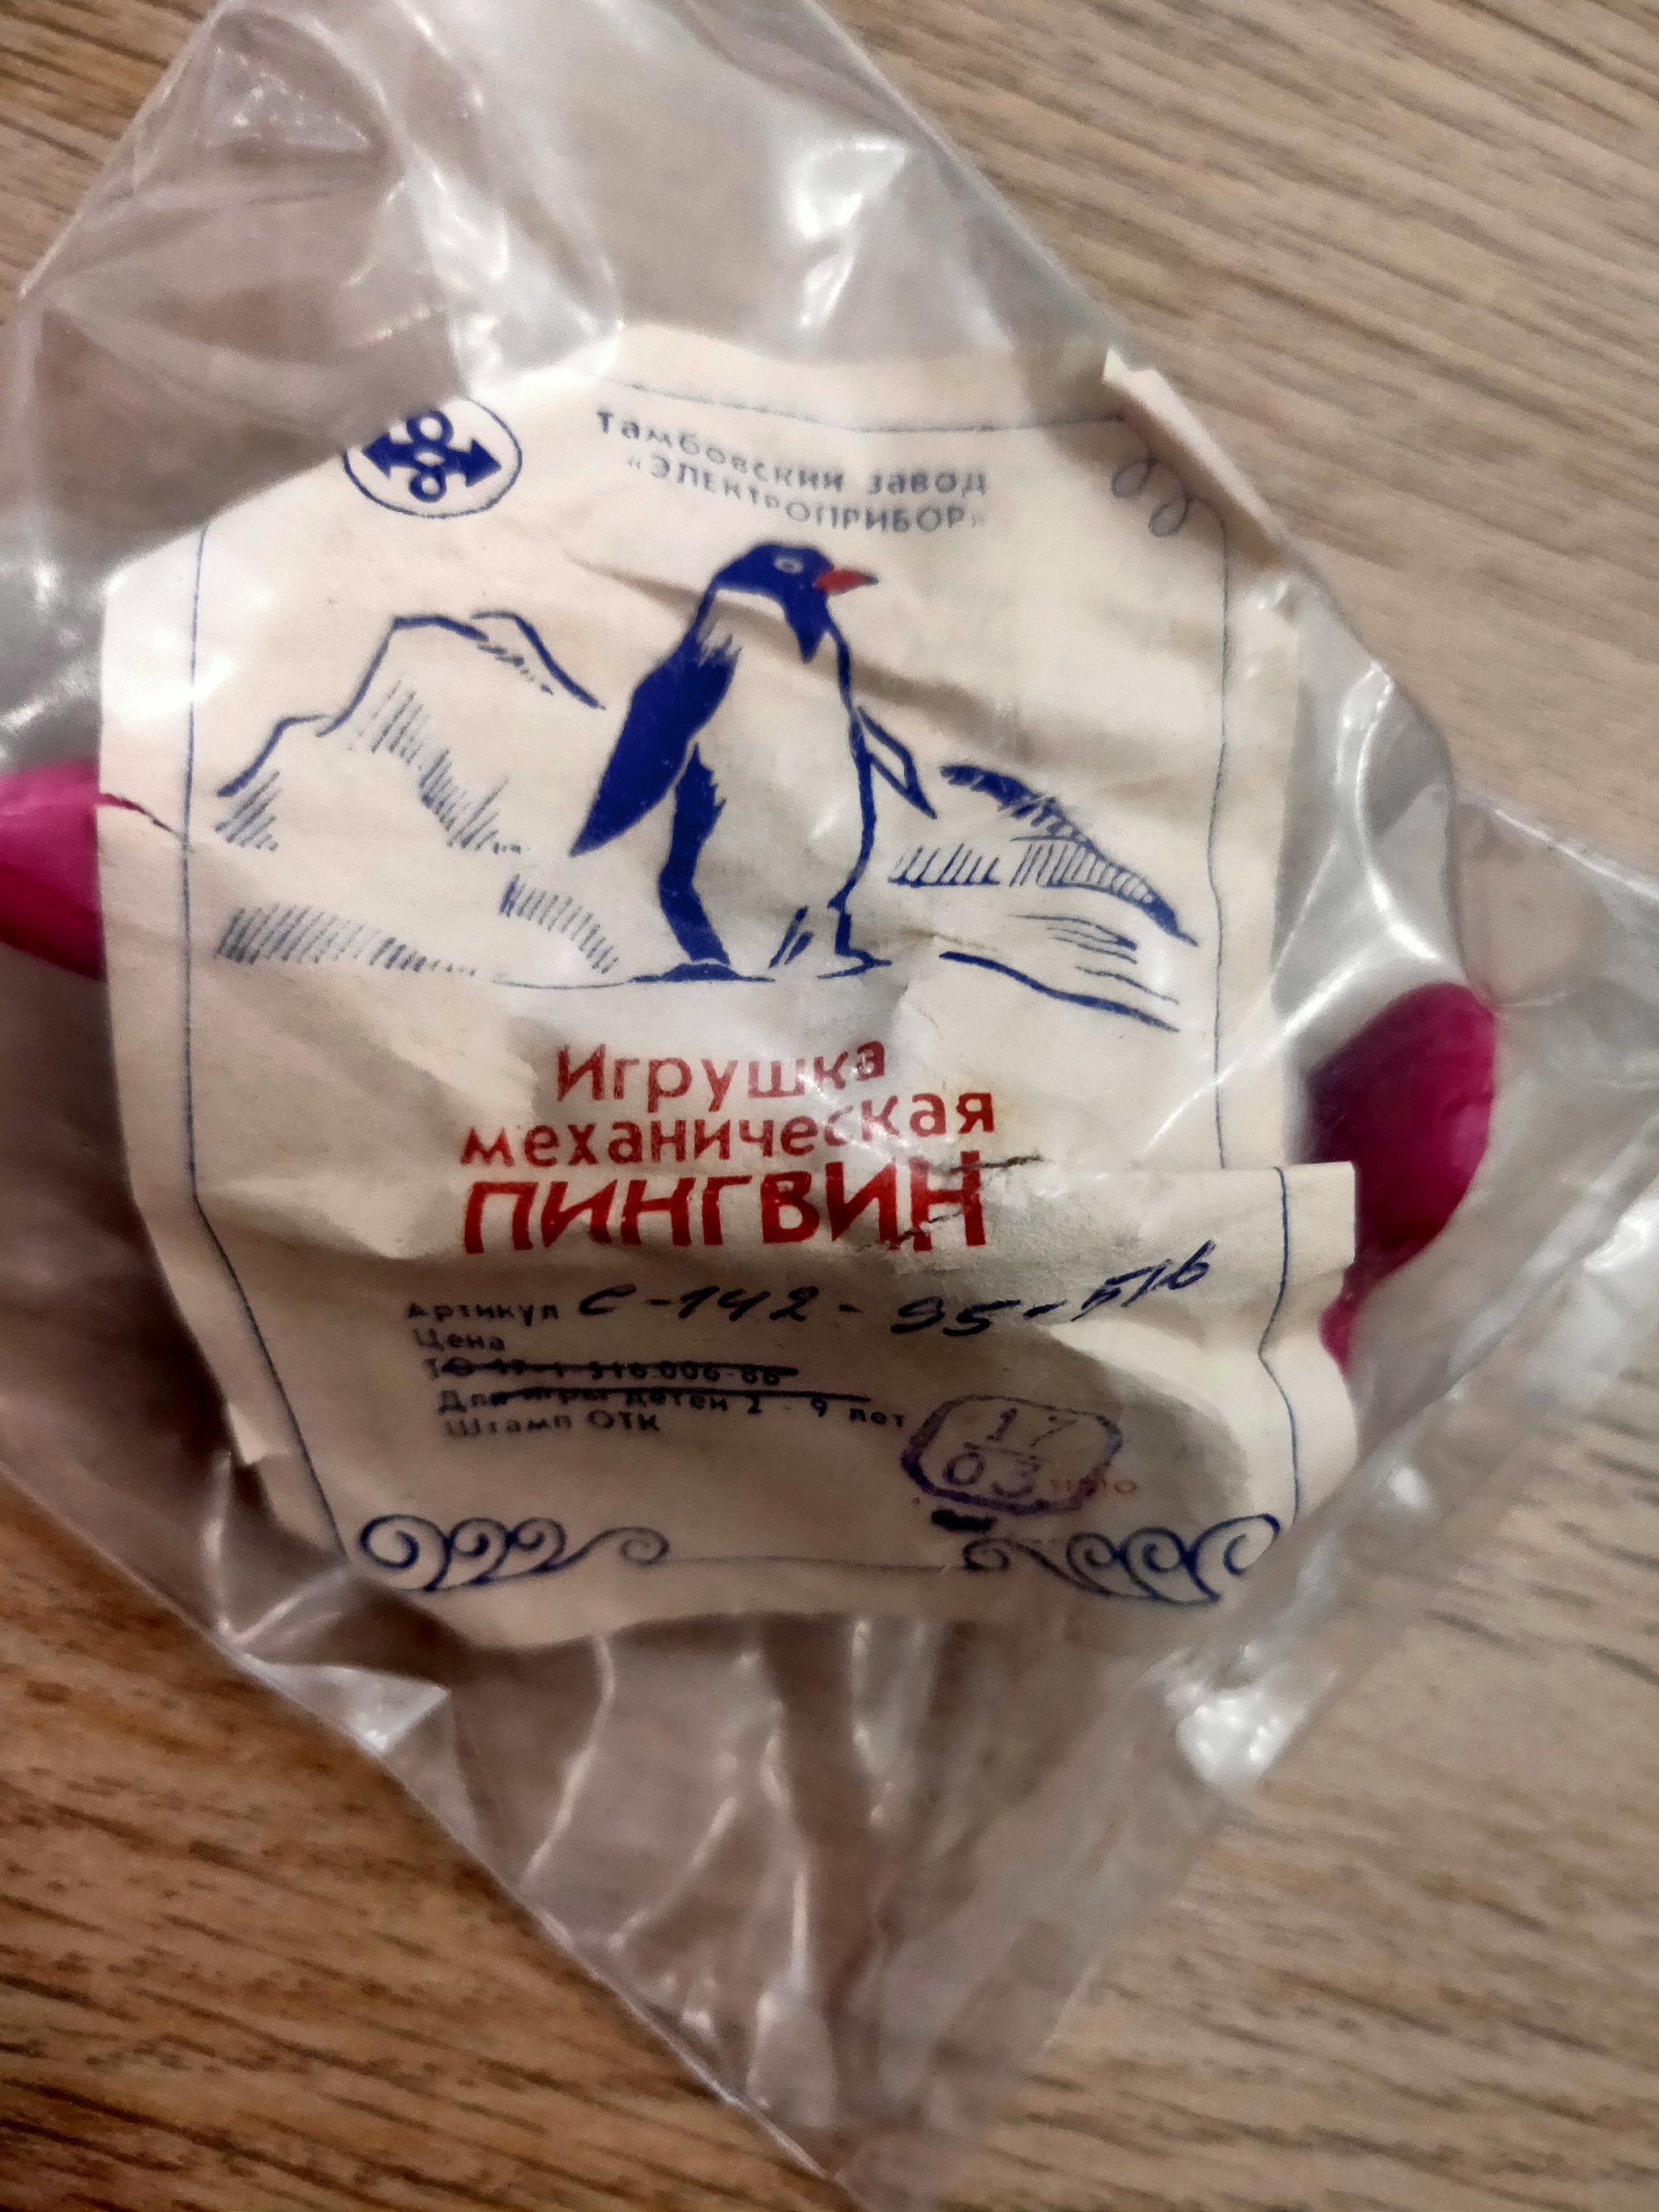 Тамбовский завод
«ЭЛЕКТРОПРИБОР»
Игрушка
механическая
ПИНГВИН
Артикул С-142-95-
Цена
Для игры детей 2 - 9 лет
Штамп ОТК
17
03